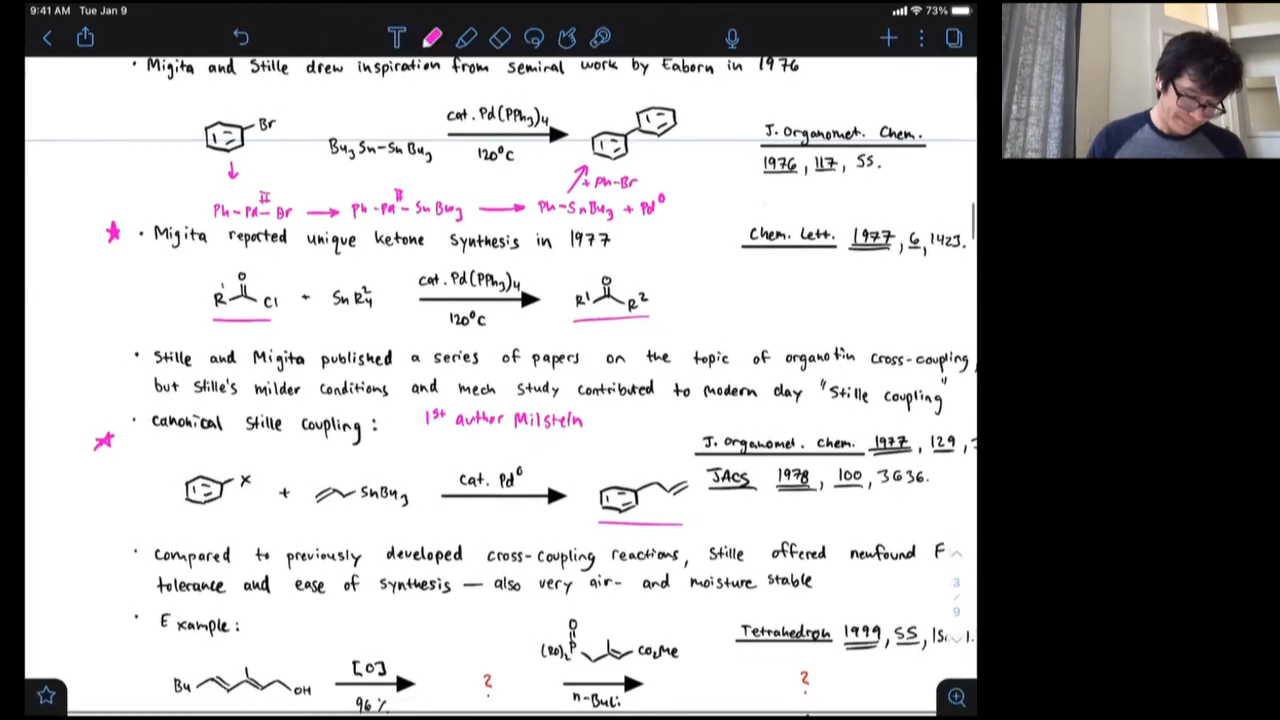 9:41 AM Tue Jan 9
73%
• Migita and Stille drew inspiration from seminal work by Eaborn in 1976
Br
Bu3Sn–SnBu3
cat. Pd(PPh3)4
120°C
J. Organomet. Chem.
1976, 117, 55.
+ Ph-Br
Ph-Pd-Br II → Ph-Pd-SnBu3 II → Ph-SnBu3 + Pd⁰
• Migita reported unique ketone synthesis in 1977
Chem. Lett. 1977, 6, 1423.
R¹ O Cl + SnR²4
cat. Pd(PPh3)4
120°C
R¹ O R²
• Stille and Migita published a series of papers on the topic of organotin cross-coupling,
but Stille's milder conditions and mech study contributed to modern day "Stille coupling"
• Canonical Stille coupling: 1st author Milstein
J. Organomet. Chem. 1977, 129,
JACS 1978, 100, 3636.
X + SnBu3
cat. Pd⁰
• Compared to previously developed cross-coupling reactions, Stille offered newfound F
tolerance and ease of synthesis — also very air- and moisture stable
3
/
9
• Example:
Tetrahedron 1999, 55,
Bu OH
[O]
96%
?
(RO)2P O CO2Me
n-BuLi
?